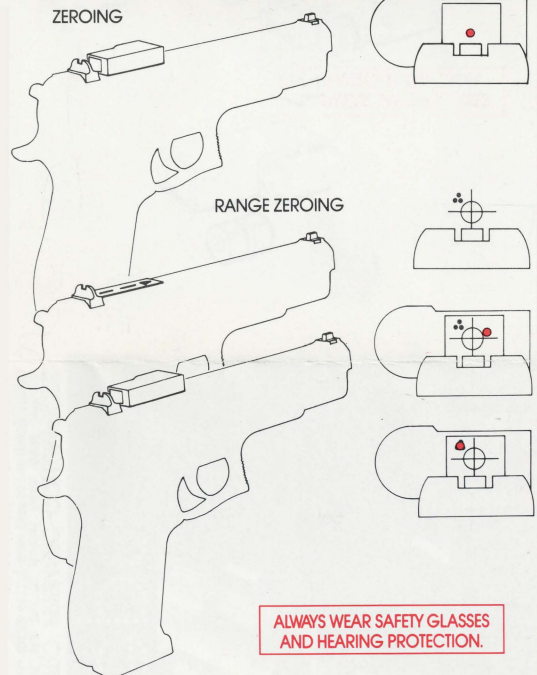 ZEROING
RANGE ZEROING
ALWAYS WEAR SAFETY GLASSES
AND HEARING PROTECTION.